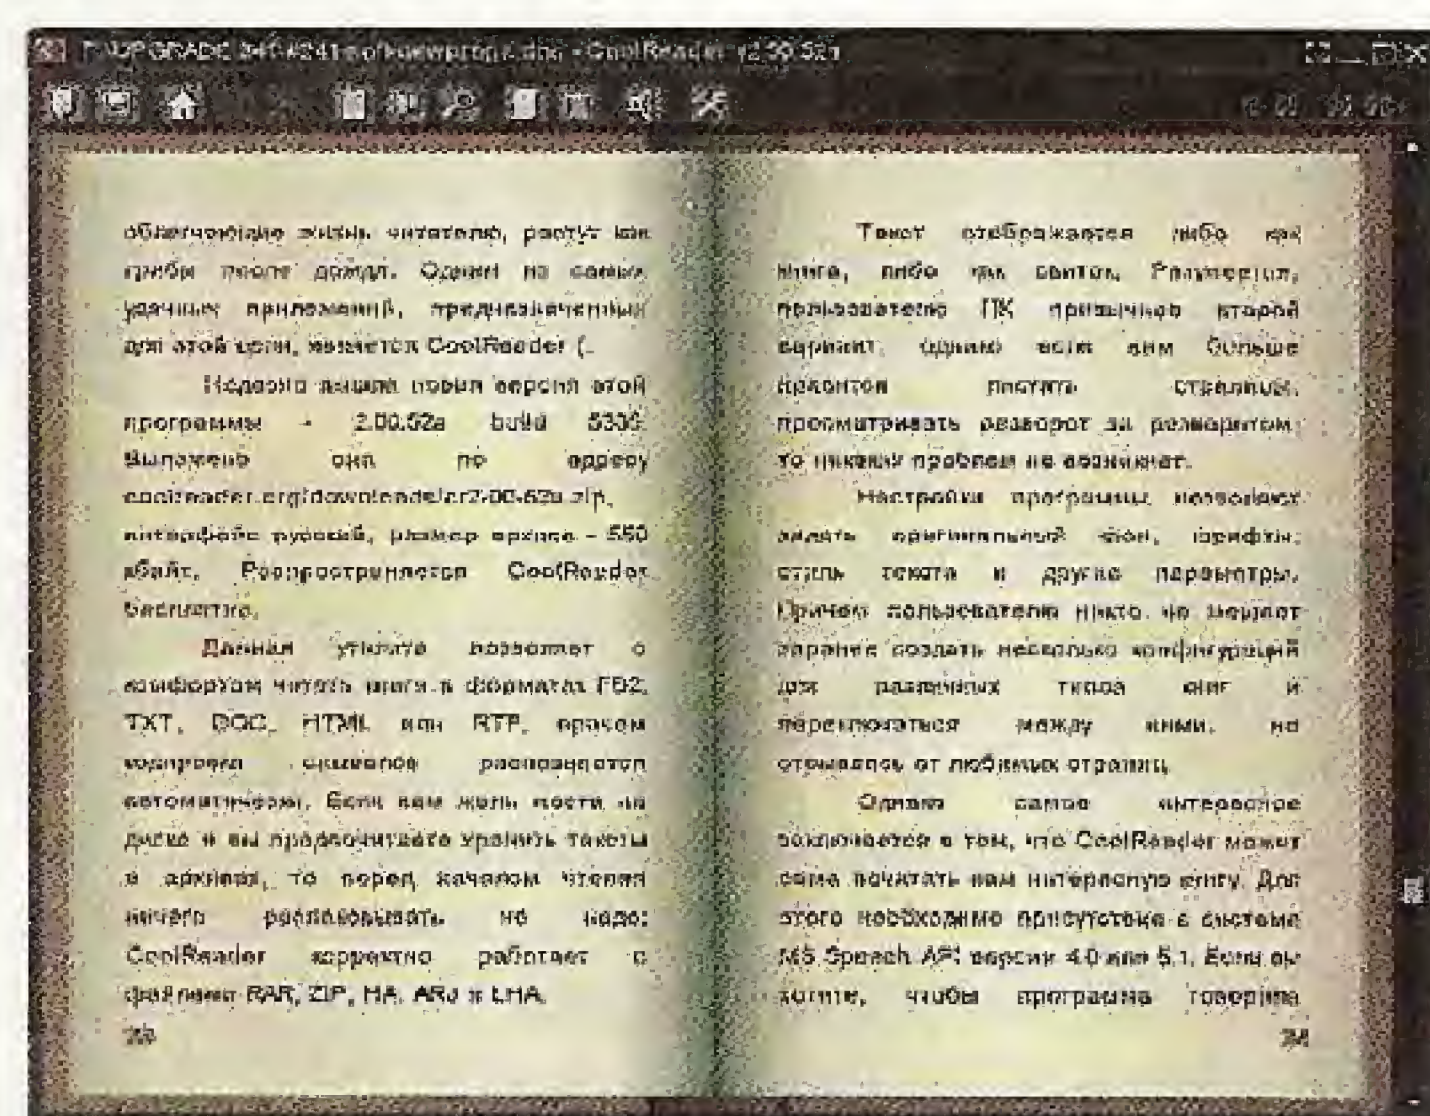 CoolReader
облегчающие жизнь читателю, растут как
грибы после дождя. Одним из самых
удачных приложений, предназначенных
для этой цели, является CoolReader (.
Недавно вышла новая версия этой
программы - 2.00.52a build 5300.
Выложено она по адресу
coolreader.org/downloads/cr2-00-52a.zip,
интерфейс русский, размер архива - 550
кбайт. Распространяется CoolReader
бесплатно.
Данная утилита позволяет с
комфортом читать книги в форматах FB2,
TXT, DOC, HTML или RTF, причем
кодировка символов распознается
автоматически. Если вам жаль места на
диске и вы предпочитаете хранить тексты
в архивах, то перед началом чтения
ничего распаковывать не надо:
CoolReader корректно работает с
файлами RAR, ZIP, HA, ARJ и LHA.
Текст отображается либо как
книга, либо как свиток. Разумеется,
пользователю ПК привычнее второй
вариант, однако если вам больше
нравится листать страницы,
просматривать разворот за разворотом,
то никаких проблем не возникнет.
Настройки программы позволяют
задать оригинальный фон, шрифты,
стиль текста и другие параметры.
Причем пользователю никто не мешает
заранее создать несколько конфигураций
для различных типов книг и
переключаться между ними, не
отрываясь от любимых страниц.
Однако самое интересное
заключается в том, что CoolReader может
сама почитать вам интересную книгу. Для
этого необходимо присутствие в системе
MS Speech API версии 4.0 или 5.1. Если вы
хотите, чтобы программа говорила